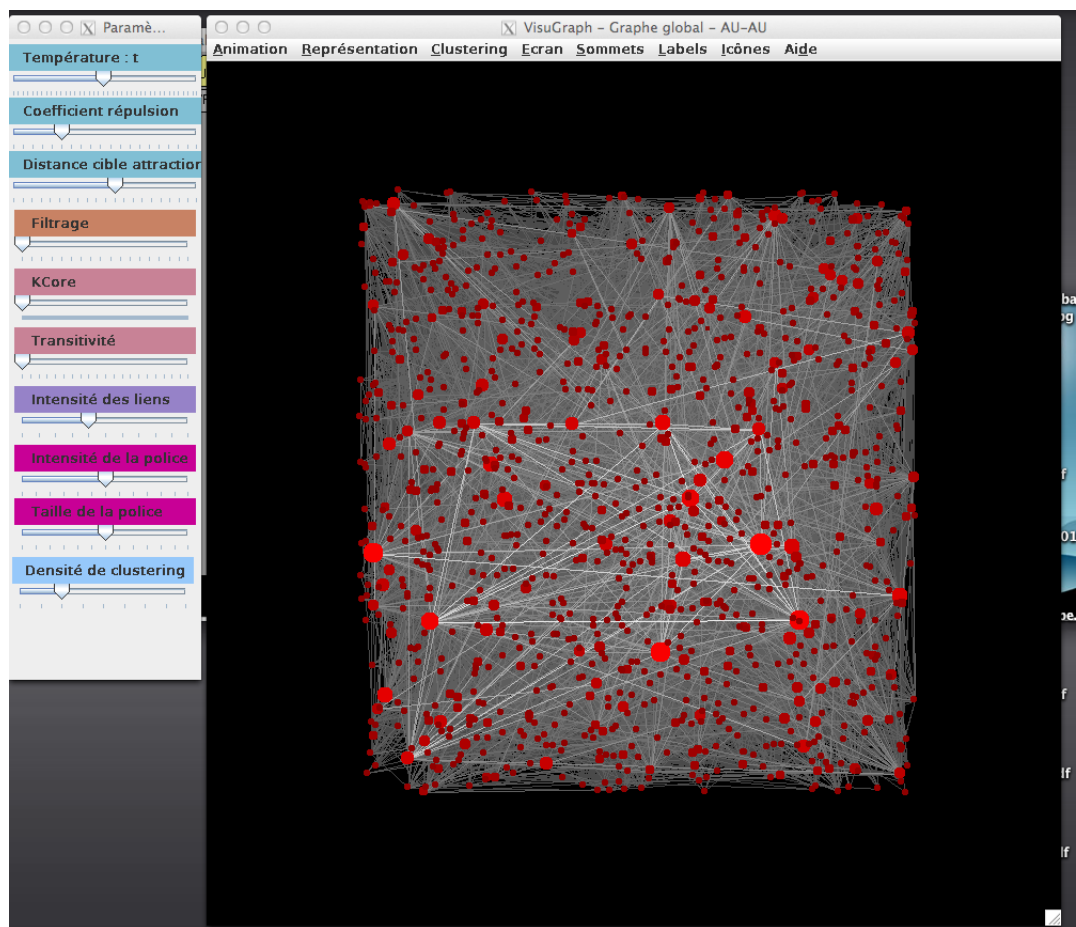 Paramè...
Température : t
Coefficient répulsion
Distance cible attraction
Filtrage
KCore
Transitivité
Intensité des liens
Intensité de la police
Taille de la police
Densité de clustering
VisuGraph – Graphe global – AU-AU
Animation Représentation Clustering Ecran Sommets Labels Icônes Aide